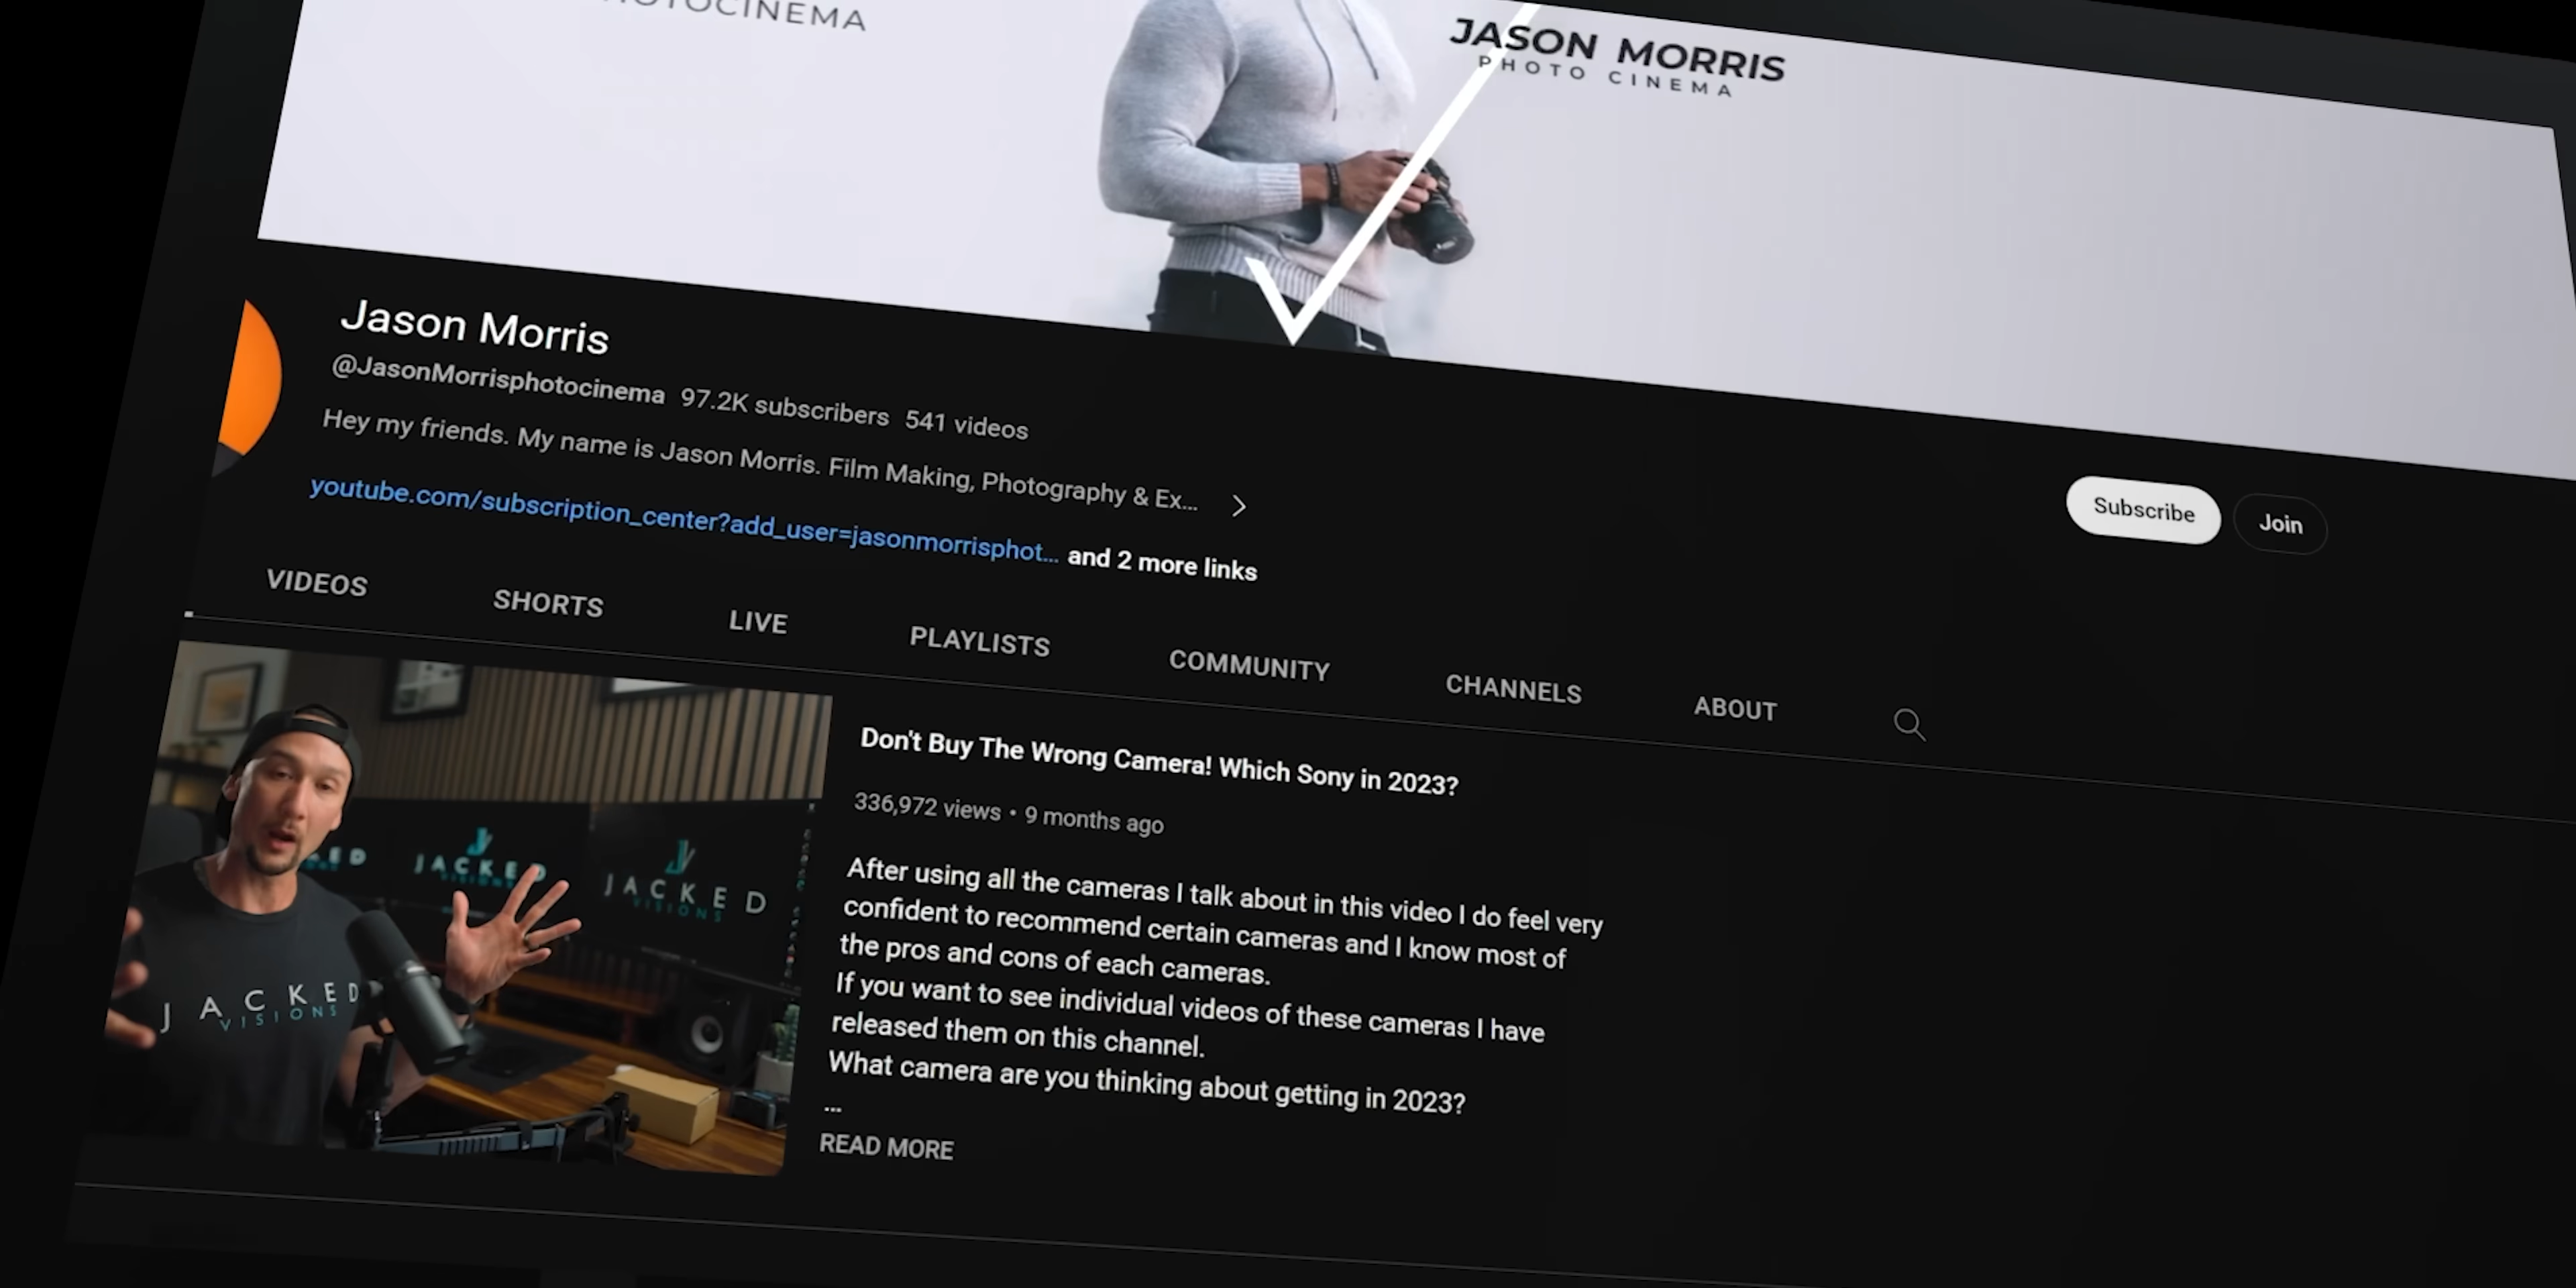 JASON MORRIS
PHOTO CINEMA
Jason Morris
@JasonMorrisphotocinema 97.2K subscribers 541 videos
Hey my friends. My name is Jason Morris. Film Making, Photography & Ex...
youtube.com/subscription_center?add_user=jasonmorrisphot... and 2 more links
Subscribe
Join
VIDEOS
SHORTS
LIVE
PLAYLISTS
COMMUNITY
CHANNELS
ABOUT
JACKED
VISIONS
JACKED
VISIONS
JACKED
VISIONS
Don't Buy The Wrong Camera! Which Sony in 2023?
336,972 views • 9 months ago
After using all the cameras I talk about in this video I do feel very
confident to recommend certain cameras and I know most of
the pros and cons of each cameras.
If you want to see individual videos of these cameras I have
released them on this channel.
What camera are you thinking about getting in 2023?
...
READ MORE